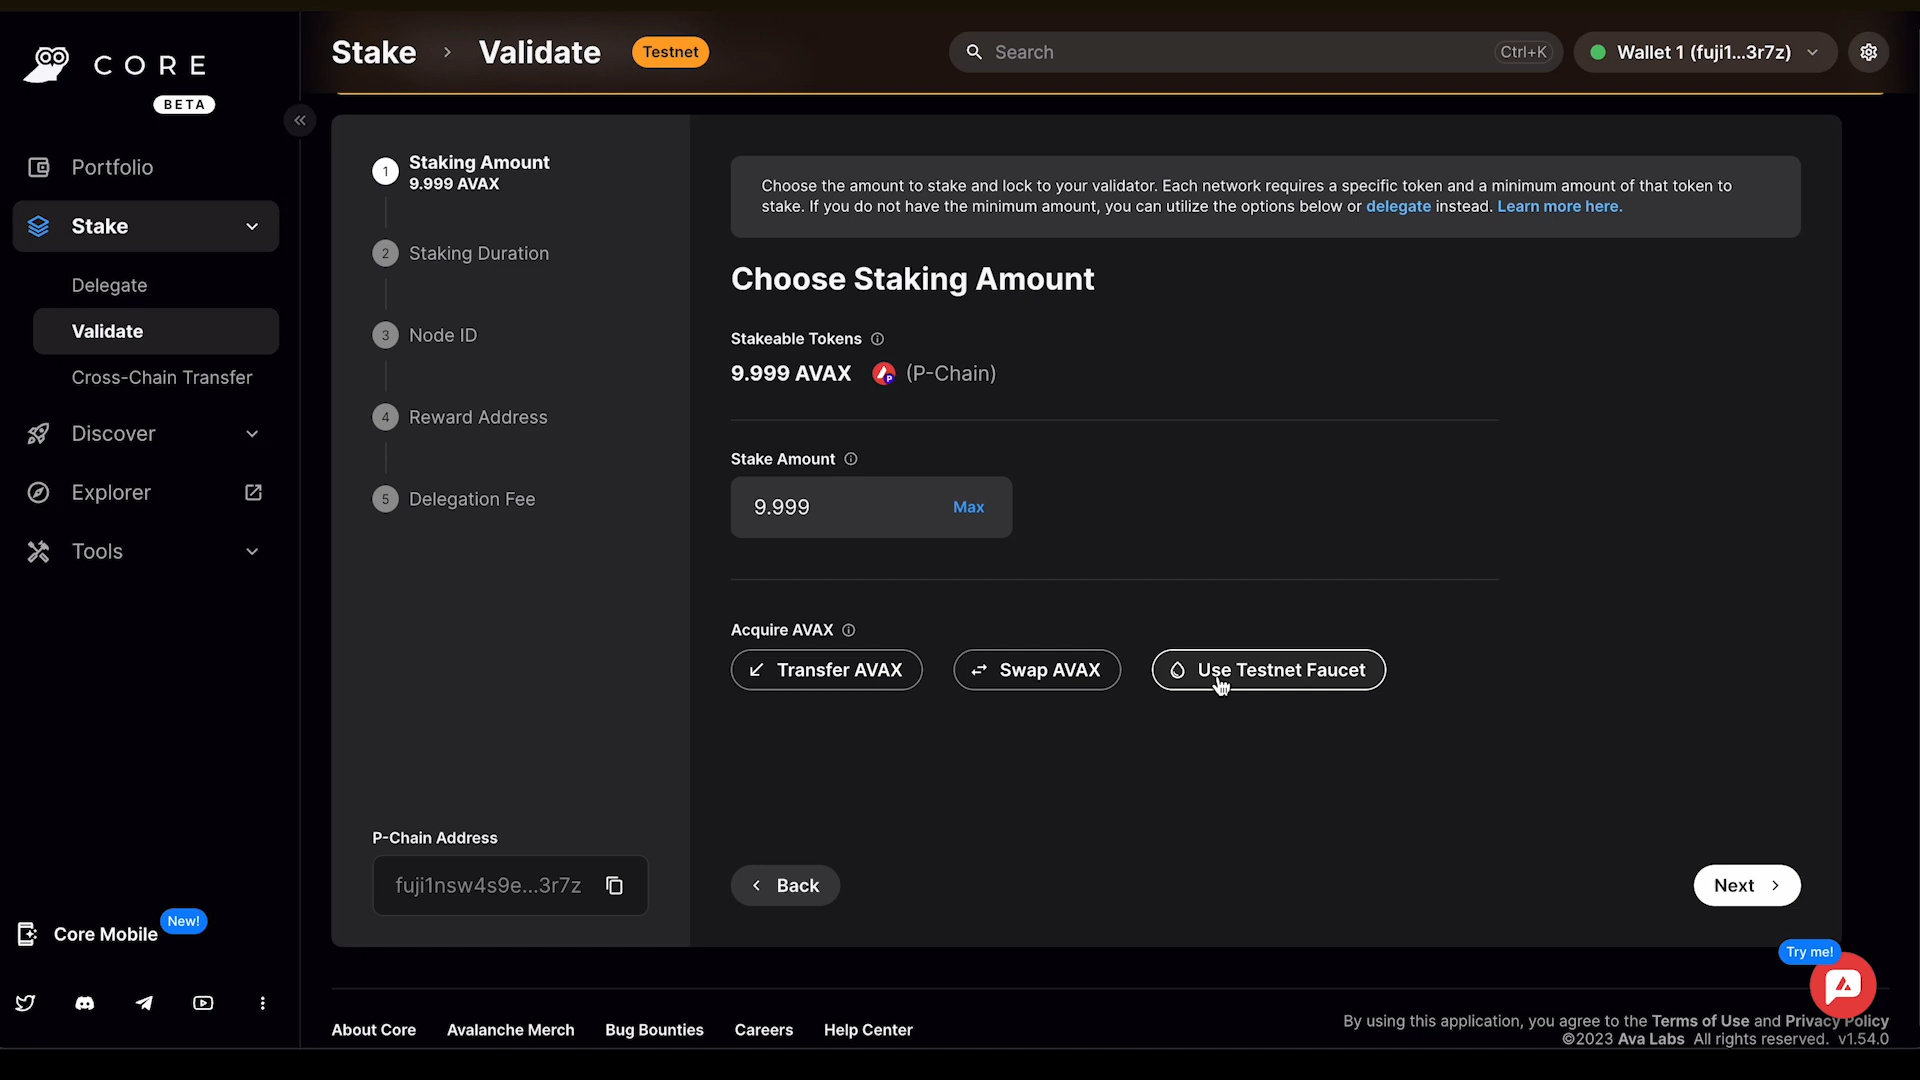 CORE
BETA
Stake > Validate Testnet
Search Ctrl+K
Wallet 1 (fuji1...3r7z)
Portfolio
Stake
Delegate
Validate
Cross-Chain Transfer
Discover
Explorer
Tools
Core Mobile New!
1 Staking Amount
9.999 AVAX
2 Staking Duration
3 Node ID
4 Reward Address
5 Delegation Fee
P-Chain Address
fuji1nsw4s9e...3r7z
Choose the amount to stake and lock to your validator. Each network requires a specific token and a minimum amount of that token to
stake. If you do not have the minimum amount, you can utilize the options below or delegate instead. Learn more here.
Choose Staking Amount
Stakeable Tokens
9.999 AVAX (P-Chain)
Stake Amount
9.999 Max
Acquire AVAX
Transfer AVAX Swap AVAX Use Testnet Faucet
Back Next
Try me!
About Core Avalanche Merch Bug Bounties Careers Help Center
By using this application, you agree to the Terms of Use and Privacy Policy
©2023 Ava Labs All rights reserved. v1.54.0